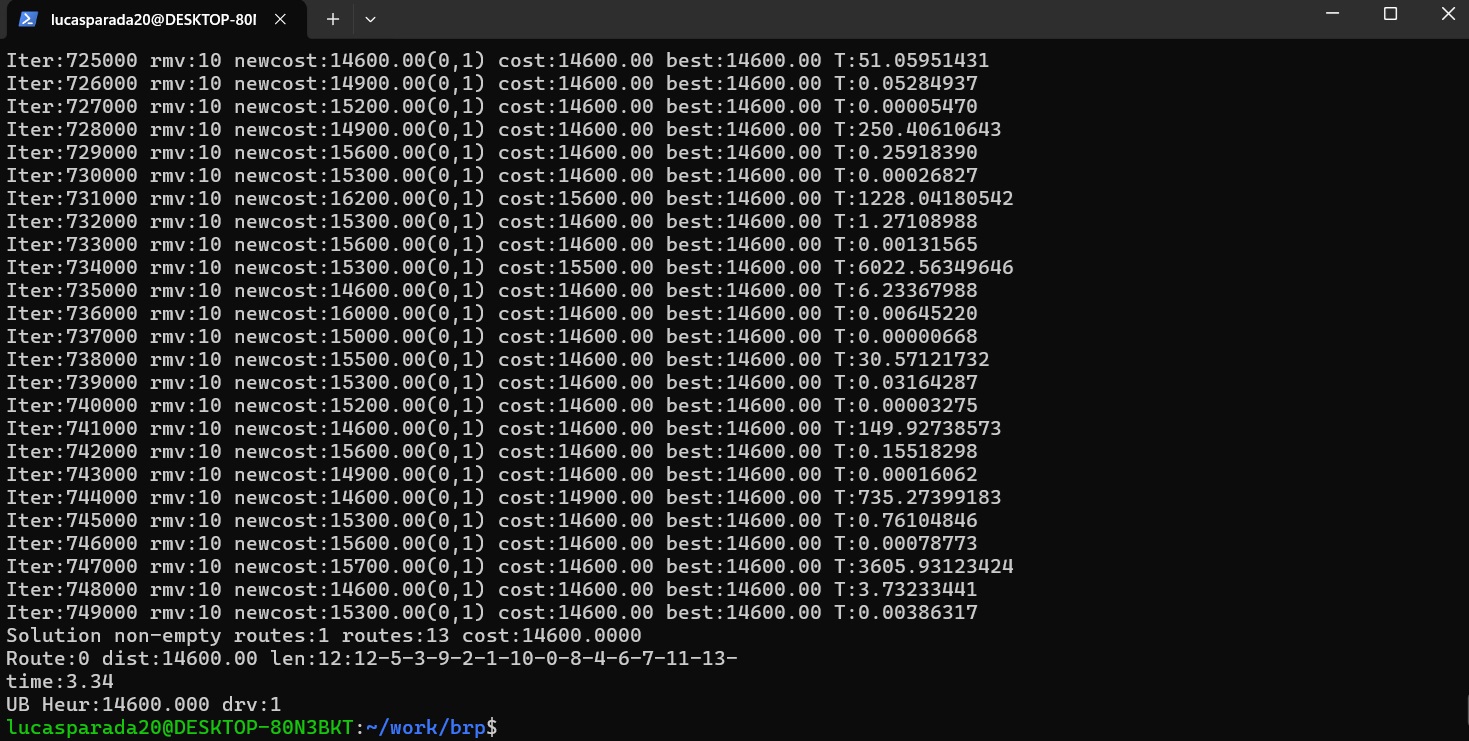 lucasparada20@DESKTOP-80I
Iter:725000 rmv:10 newcost:14600.00(0,1) cost:14600.00 best:14600.00 T:51.05951431
Iter:726000 rmv:10 newcost:14900.00(0,1) cost:14600.00 best:14600.00 T:0.05284937
Iter:727000 rmv:10 newcost:15200.00(0,1) cost:14600.00 best:14600.00 T:0.00005470
Iter:728000 rmv:10 newcost:14900.00(0,1) cost:14600.00 best:14600.00 T:250.40610643
Iter:729000 rmv:10 newcost:15600.00(0,1) cost:14600.00 best:14600.00 T:0.25918390
Iter:730000 rmv:10 newcost:15300.00(0,1) cost:14600.00 best:14600.00 T:0.00026827
Iter:731000 rmv:10 newcost:16200.00(0,1) cost:15600.00 best:14600.00 T:1228.04180542
Iter:732000 rmv:10 newcost:15300.00(0,1) cost:14600.00 best:14600.00 T:1.27108988
Iter:733000 rmv:10 newcost:15600.00(0,1) cost:14600.00 best:14600.00 T:0.00131565
Iter:734000 rmv:10 newcost:15300.00(0,1) cost:15500.00 best:14600.00 T:6022.56349646
Iter:735000 rmv:10 newcost:14600.00(0,1) cost:14600.00 best:14600.00 T:6.23367988
Iter:736000 rmv:10 newcost:16000.00(0,1) cost:14600.00 best:14600.00 T:0.00645220
Iter:737000 rmv:10 newcost:15000.00(0,1) cost:14600.00 best:14600.00 T:0.00000668
Iter:738000 rmv:10 newcost:15500.00(0,1) cost:14600.00 best:14600.00 T:30.57121732
Iter:739000 rmv:10 newcost:15300.00(0,1) cost:14600.00 best:14600.00 T:0.03164287
Iter:740000 rmv:10 newcost:15200.00(0,1) cost:14600.00 best:14600.00 T:0.00003275
Iter:741000 rmv:10 newcost:14600.00(0,1) cost:14600.00 best:14600.00 T:149.92738573
Iter:742000 rmv:10 newcost:15600.00(0,1) cost:14600.00 best:14600.00 T:0.15518298
Iter:743000 rmv:10 newcost:14900.00(0,1) cost:14600.00 best:14600.00 T:0.00016062
Iter:744000 rmv:10 newcost:14600.00(0,1) cost:14900.00 best:14600.00 T:735.27399183
Iter:745000 rmv:10 newcost:15300.00(0,1) cost:14600.00 best:14600.00 T:0.76104846
Iter:746000 rmv:10 newcost:15600.00(0,1) cost:14600.00 best:14600.00 T:0.00078773
Iter:747000 rmv:10 newcost:15700.00(0,1) cost:14600.00 best:14600.00 T:3605.93123424
Iter:748000 rmv:10 newcost:14600.00(0,1) cost:14600.00 best:14600.00 T:3.73233441
Iter:749000 rmv:10 newcost:15300.00(0,1) cost:14600.00 best:14600.00 T:0.00386317
Solution non-empty routes:1 routes:13 cost:14600.0000
Route:0 dist:14600.00 len:12:12-5-3-9-2-1-10-0-8-4-6-7-11-13-
time:3.34
UB Heur:14600.000 drv:1
lucasparada20@DESKTOP-80N3BKT:~/work/brp$